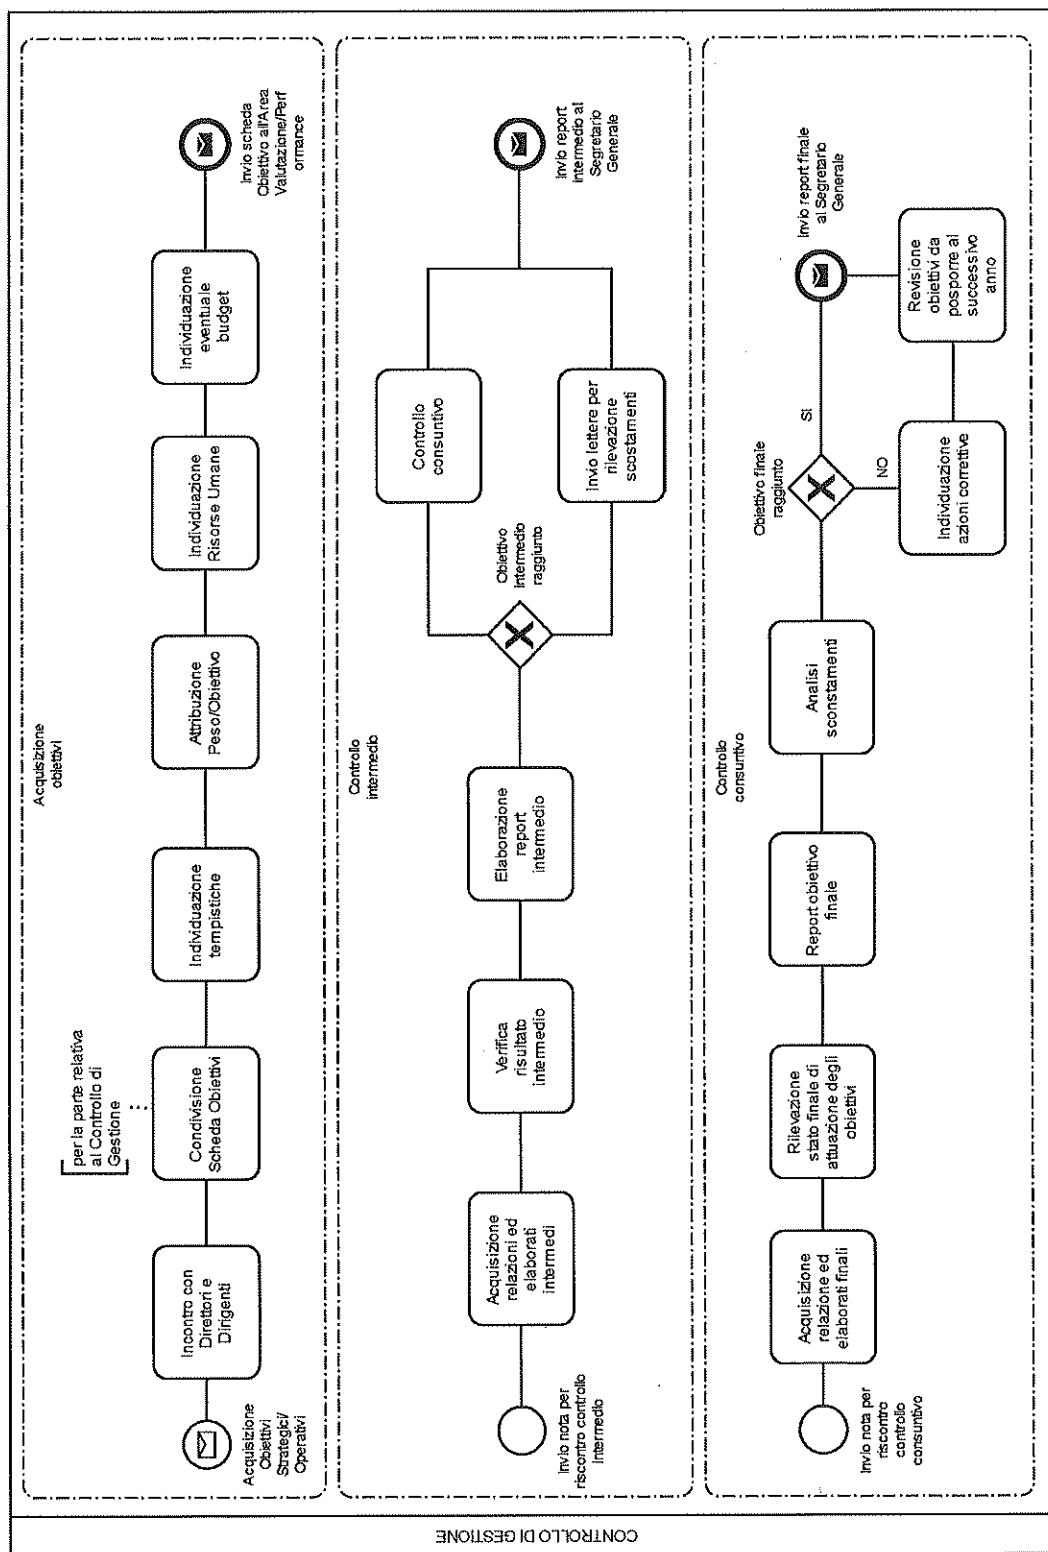 CONTROLLO DI GESTIONE
Acquisizione
obiettivi
Acquisizione
Obiettivi
Strategici/
Operativi
Incontro con
Direttori e
Dirigenti
per la parte relativa
al Controllo di
Gestione
Condivisione
Scheda Obiettivi
Individuazione
tempistiche
Attribuzione
Peso/Obiettivo
Individuazione
Risorse Umane
Individuazione
eventuale
budget
Invio scheda
Obiettivo all'Area
Valutazione/Perf
ormance
Controllo
intermedio
Invio nota per
riscontro controllo
intermedio
Acquisizione
relazioni ed
elaborati
intermedi
Verifica
risultato
intermedio
Elaborazione
report
intermedio
Obiettivo
intermedio
raggiunto
Controllo
consuntivo
Invio lettere per
rilevazione
scostamenti
Invio report
intermedio al
Segretario
Generale
Controllo
consuntivo
Invio nota per
riscontro
controllo
consuntivo
Acquisizione
relazione ed
elaborati finali
Rilevazione
stato finale di
attuazione degli
obiettivi
Report obiettivo
finale
Analisi
sconstamenti
Obiettivo finale
raggiunto
SI
NO
Individuazione
azioni correttive
Revisione
obiettivi da
posporre al
successivo
anno
Invio report finale
al Segretario
Generale